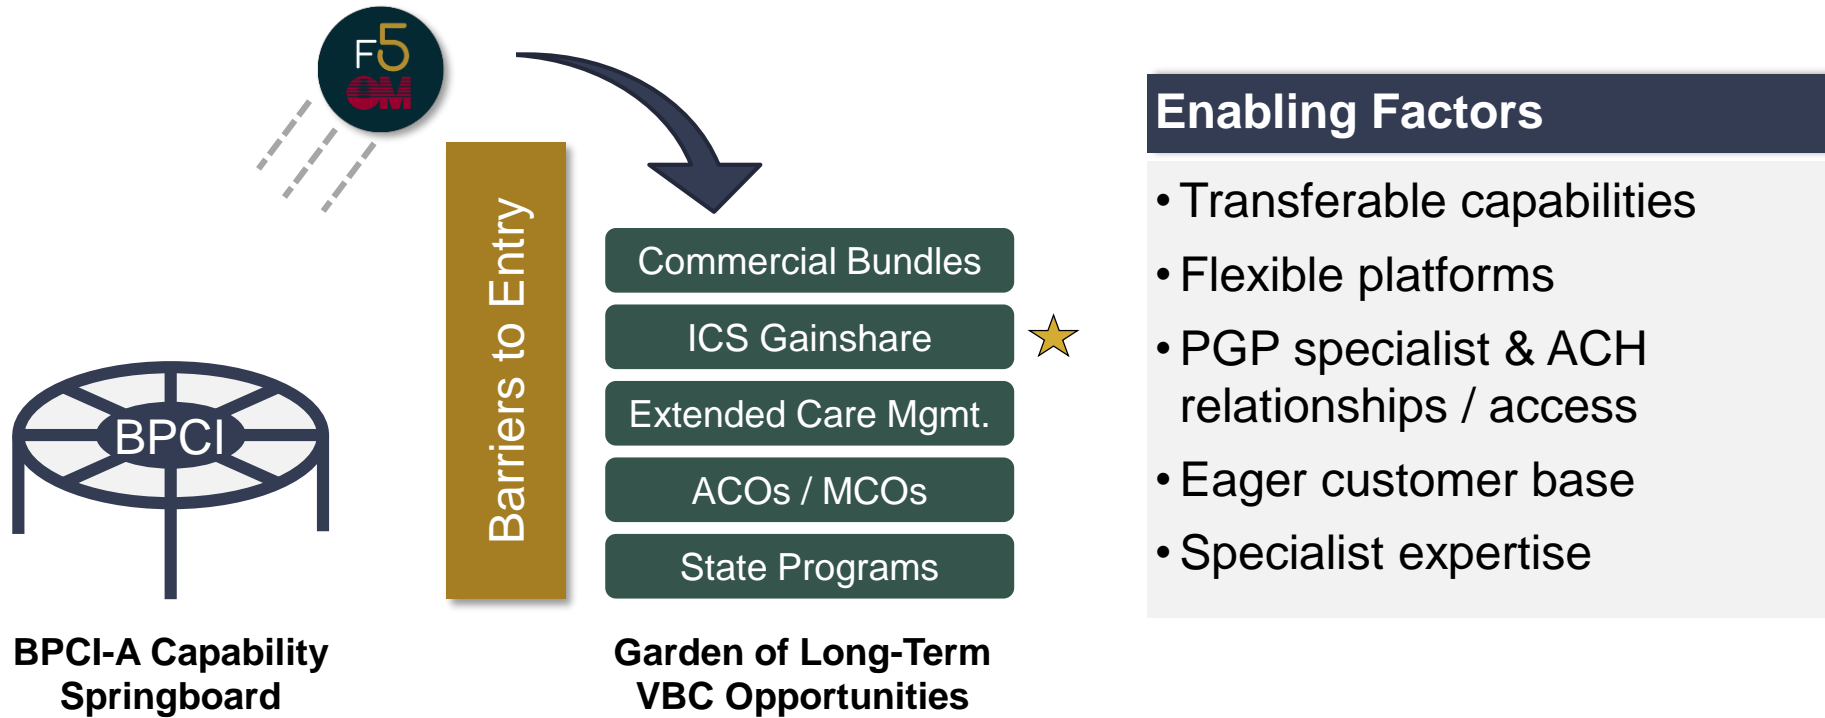 F5
OM
Barriers to Entry
BPCI
BPCI-A Capability
Springboard
Commercial Bundles
ICS Gainshare
Extended Care Mgmt.
ACOs / MCOs
State Programs
Garden of Long-Term
VBC Opportunities
Enabling Factors
• Transferable capabilities
• Flexible platforms
• PGP specialist & ACH
relationships / access
• Eager customer base
• Specialist expertise